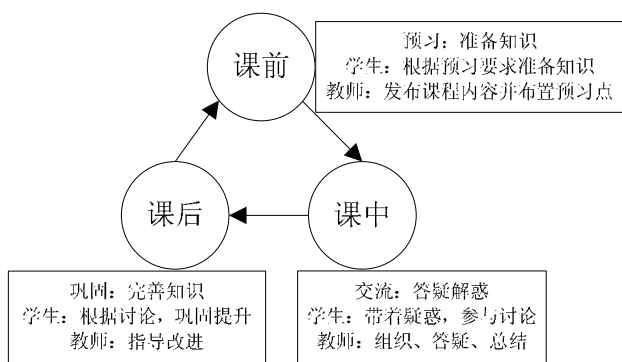 课前
预习：准备知识
学生：根据预习要求准备知识
教师：发布课程内容并布置预习点
课后
课中
巩固：完善知识
学生：根据讨论，巩固提升
教师：指导改进
交流：答疑解惑
学生：带着疑惑，参与讨论
教师：组织、答疑、总结